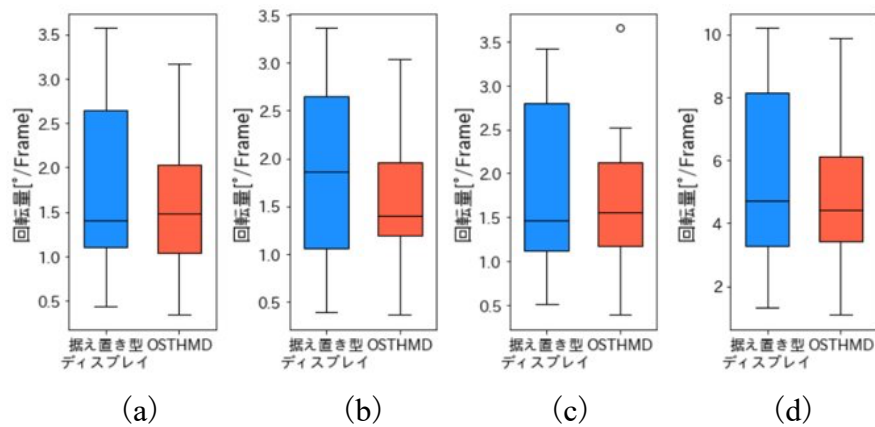 回転量[°/Frame]
3.5
3.0
2.5
2.0
1.5
1.0
0.5
据え置き型 OSTHMD
ディスプレイ
(a)
回転量[°/Frame]
3.5
3.0
2.5
2.0
1.5
1.0
0.5
据え置き型 OSTHMD
ディスプレイ
(b)
回転量[°/Frame]
3.5
3.0
2.5
2.0
1.5
1.0
0.5
据え置き型 OSTHMD
ディスプレイ
(c)
回転量[°/Frame]
10
8
6
4
2
据え置き型 OSTHMD
ディスプレイ
(d)